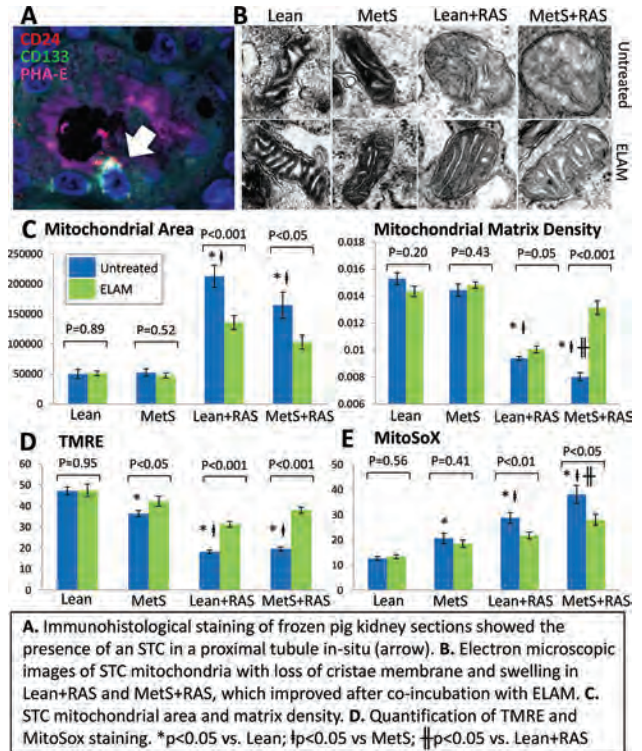 A
CD24
CD133
PHA-E
B Lean MetS Lean+RAS MetS+RAS
Untreated
ELAM
C Mitochondrial Area
250000
200000
150000
100000
50000
0
Untreated
ELAM
P=0.89
P=0.52
P<0.001
* ƚ
P<0.05
* ƚ
Lean MetS Lean+RAS MetS+RAS
Mitochondrial Matrix Density
0.018
0.016
0.014
0.012
0.01
0.008
0.006
P=0.20
P=0.43
P=0.05
* ƚ
P<0.001
* ƚ ǂ
Lean MetS Lean+RAS MetS+RAS
D TMRE
60
50
40
30
20
10
0
P=0.95
P<0.05
*
P<0.001
* ƚ
P<0.001
* ƚ
Lean MetS Lean+RAS MetS+RAS
E MitoSoX
50
40
30
20
10
0
P=0.56
P=0.41
*
P<0.01
* ƚ
P<0.05
* ƚ ǂ
Lean MetS Lean+RAS MetS+RAS
A. Immunohistological staining of frozen pig kidney sections showed the
presence of an STC in a proximal tubule in-situ (arrow). B. Electron microscopic
images of STC mitochondria with loss of cristae membrane and swelling in
Lean+RAS and MetS+RAS, which improved after co-incubation with ELAM. C.
STC mitochondrial area and matrix density. D. Quantification of TMRE and
MitoSox staining. *p<0.05 vs. Lean; ƚp<0.05 vs MetS; ǂp<0.05 vs. Lean+RAS